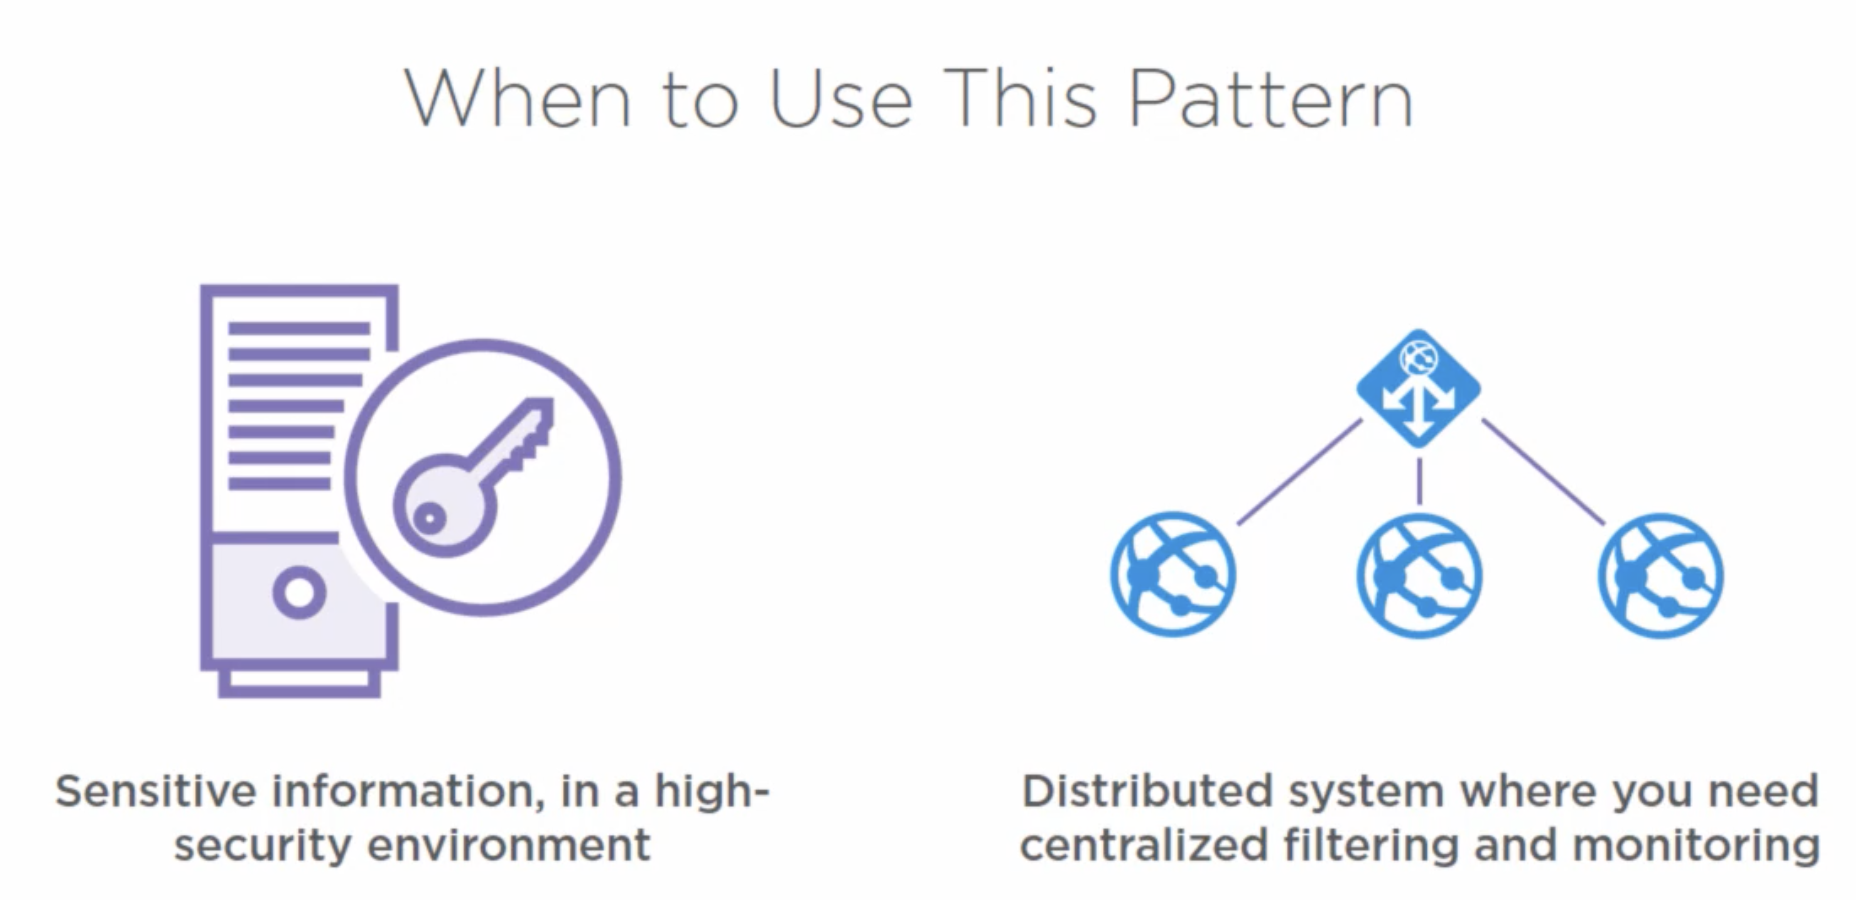 When to Use This Pattern
Sensitive information, in a high-
security environment
Distributed system where you need
centralized filtering and monitoring